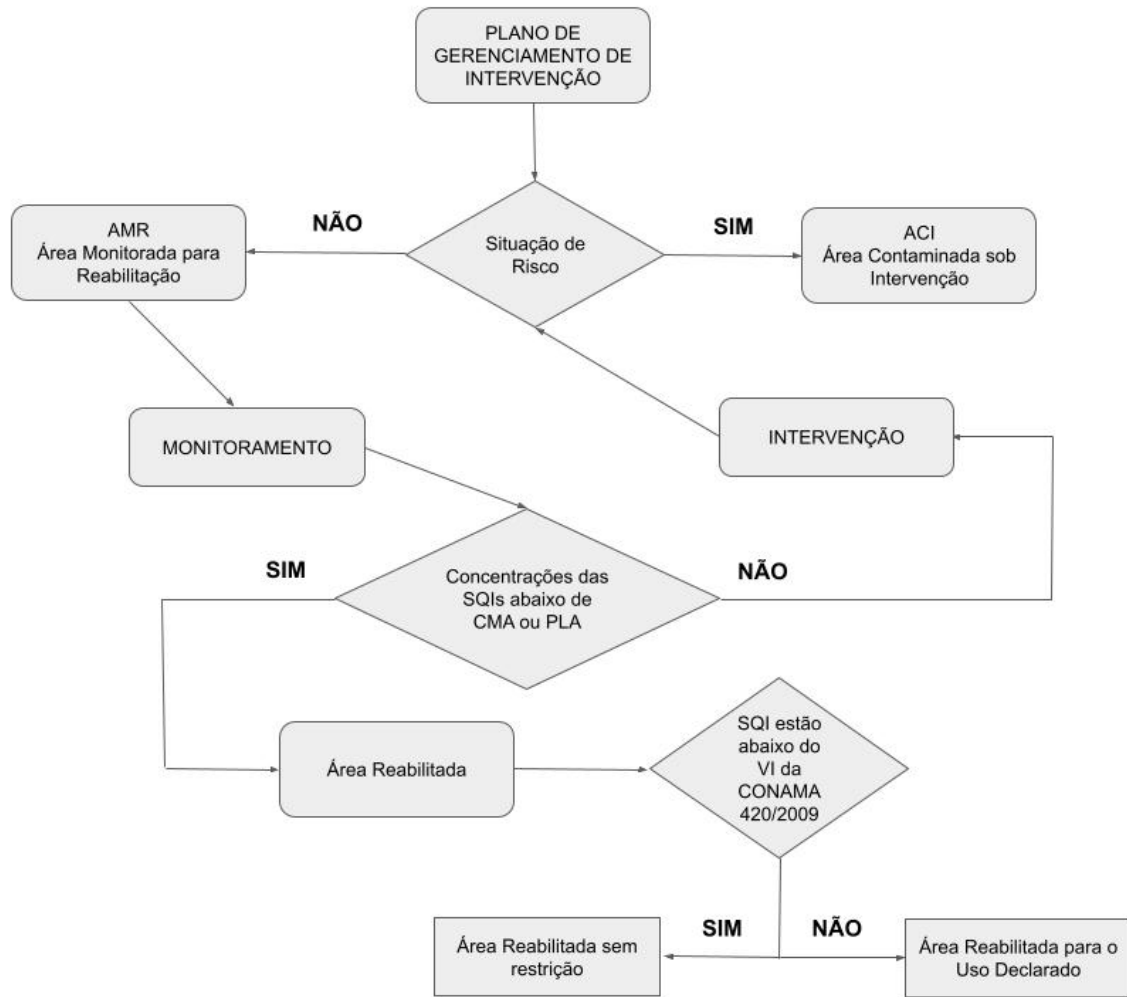 PLANO DE
GERENCIAMENTO DE
INTERVENÇÃO
NÃO
SIM
AMR
Área Monitorada para
Reabilitação
Situação de
Risco
ACI
Área Contaminada sob
Intervenção
MONITORAMENTO
INTERVENÇÃO
SIM
NÃO
Concentrações das
SQIs abaixo de
CMA ou PLA
Área Reabilitada
SQI estão
abaixo do
VI da
CONAMA
420/2009
SIM
NÃO
Área Reabilitada sem
restrição
Área Reabilitada para o
Uso Declarado